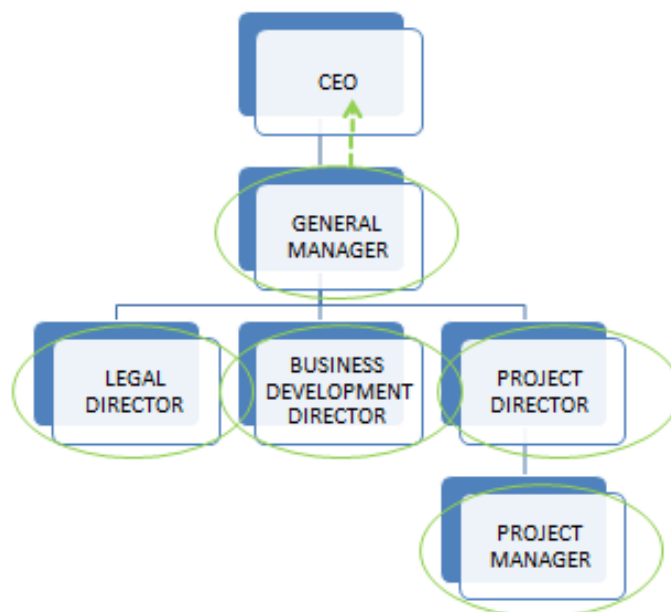 CEO
GENERAL
MANAGER
LEGAL
DIRECTOR
BUSINESS
DEVELOPMENT
DIRECTOR
PROJECT
DIRECTOR
PROJECT
MANAGER